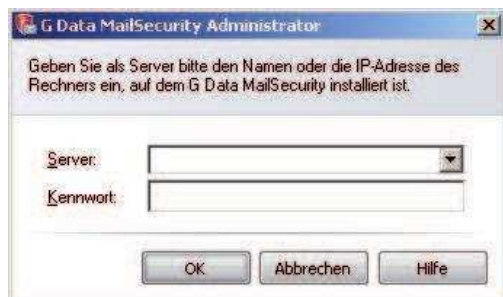 G Data MailSecurity Administrator
Geben Sie als Server bitte den Namen oder die IP-Adresse des
Rechners ein, auf dem G Data MailSecurity installiert ist.
Server:
Kennwort:
OK Abbrechen Hilfe